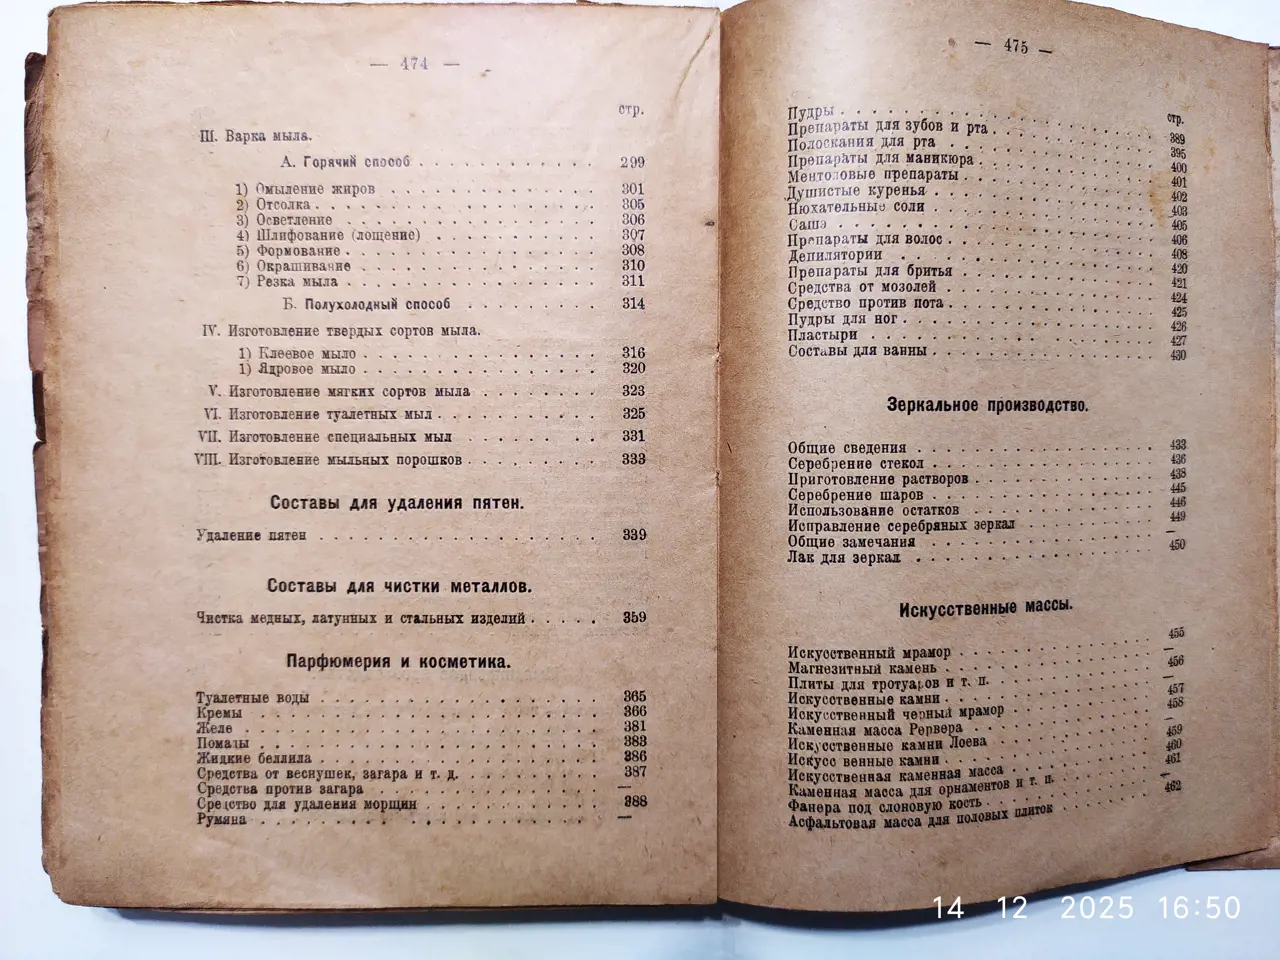 — 474 —
стр.
III. Варка мыла.
А. Горячий способ . . . . . . . . . . . 299
1) Омыление жиров . . . . . . . . . . . . 301
2) Отсолка . . . . . . . . . . . . . . . . 305
3) Осветление . . . . . . . . . . . . . . 306
4) Шлифование (лощение) . . . . . . . . . 307
5) Формование . . . . . . . . . . . . . . 308
6) Окрашивание . . . . . . . . . . . . . 310
7) Резка мыла . . . . . . . . . . . . . . 311
Б. Полухолодный способ . . . . . . . . 314
IV. Изготовление твердых сортов мыла.
1) Клеевое мыло . . . . . . . . . . . . . 316
1) Ядровое мыло . . . . . . . . . . . . . 320
V. Изготовление мягких сортов мыла . . . . . . 323
VI. Изготовление туалетных мыл . . . . . . . . 325
VII. Изготовление специальных мыл . . . . . . . 331
VIII. Изготовление мыльных порошков . . . . . . . 333
Составы для удаления пятен.
Удаление пятен . . . . . . . . . . . . . . . 339
Составы для чистки металлов.
Чистка медных, латунных и стальных изделий . . . . . 359
Парфюмерия и косметика.
Туалетные воды . . . . . . . . . . . . . . . 365
Кремы . . . . . . . . . . . . . . . . . . . 366
Желе . . . . . . . . . . . . . . . . . . . 381
Помады . . . . . . . . . . . . . . . . . . 383
Жидкие беллила . . . . . . . . . . . . . . . 386
Средства от веснушек, загара и т. д. . . . . . . . 387
Средства против загара . . . . . . . . . . . . —
Средство для удаления морщин . . . . . . . . . 388
Румяна . . . . . . . . . . . . . . . . . . —
— 475 —
стр.
Пудры . . . . . . . . . . . . . . . . . . 389
Препараты для зубов и рта . . . . . . . . . . 395
Полоскания для рта . . . . . . . . . . . . . 400
Препараты для маникюра . . . . . . . . . . . 401
Ментоловые препараты . . . . . . . . . . . . 402
Душистые куренья . . . . . . . . . . . . . . 403
Нюхательные соли . . . . . . . . . . . . . . 405
Саше . . . . . . . . . . . . . . . . . . . 406
Препараты для волос . . . . . . . . . . . . . 408
Депилятории . . . . . . . . . . . . . . . . 420
Препараты для бритья . . . . . . . . . . . . 421
Средства от мозолей . . . . . . . . . . . . . 424
Средство против пота . . . . . . . . . . . . 425
Пудры для ног . . . . . . . . . . . . . . . 426
Пластыри . . . . . . . . . . . . . . . . . 427
Составы для ванны . . . . . . . . . . . . . 430
Зеркальное производство.
Общие сведения . . . . . . . . . . . . . . . 433
Серебрение стекол . . . . . . . . . . . . . . 436
Приготовление растворов . . . . . . . . . . . 438
Серебрение шаров . . . . . . . . . . . . . . 445
Использование остатков . . . . . . . . . . . . 446
Исправление серебряных зеркал . . . . . . . . . 449
Общие замечания . . . . . . . . . . . . . . —
Лак для зеркал . . . . . . . . . . . . . . . 450
Искусственные массы.
Искусственный мрамор . . . . . . . . . . . . 455
Магнезитный камень . . . . . . . . . . . . . —
Плиты для тротуаров и т. п. . . . . . . . . . . 456
Искусственные камни . . . . . . . . . . . . . —
Искусственный черный мрамор . . . . . . . . . 457
Каменная масса Рервера . . . . . . . . . . . . 458
Искусственные камни Лоева . . . . . . . . . . —
Искусс венные камни . . . . . . . . . . . . . 459
Искусственная каменная масса . . . . . . . . . 460
Каменная масса для орнаментов и т. п. . . . . . . 461
Фанера под слоновую кость . . . . . . . . . . —
Асфальтовая масса для половых плиток . . . . . . 462
14 12 2025 16:50